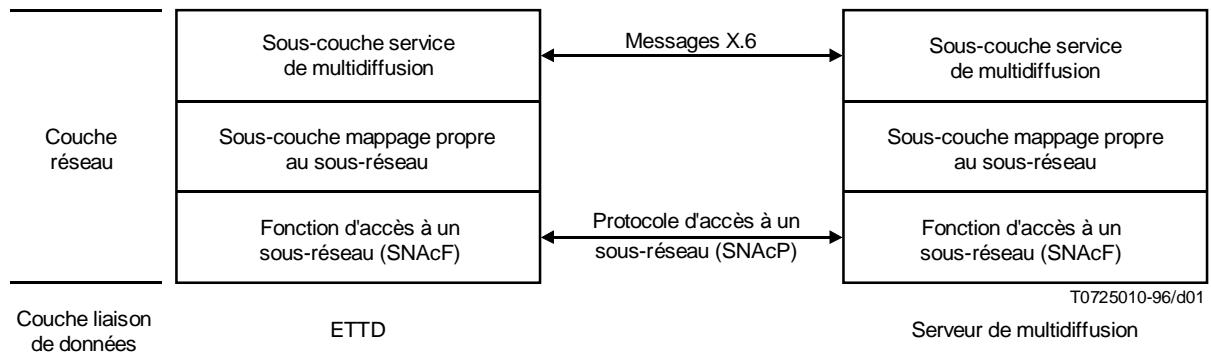 Sous-couche service
de multidiffusion
Messages X.6
Sous-couche service
de multidiffusion
Couche
réseau
Sous-couche mappage propre
au sous-réseau
Sous-couche mappage propre
au sous-réseau
Fonction d'accès à un
sous-réseau (SNAcF)
Protocole d'accès à un
sous-réseau (SNAcP)
Fonction d'accès à un
sous-réseau (SNAcF)
T0725010-96/d01
Couche liaison
de données
ETTD
Serveur de multidiffusion